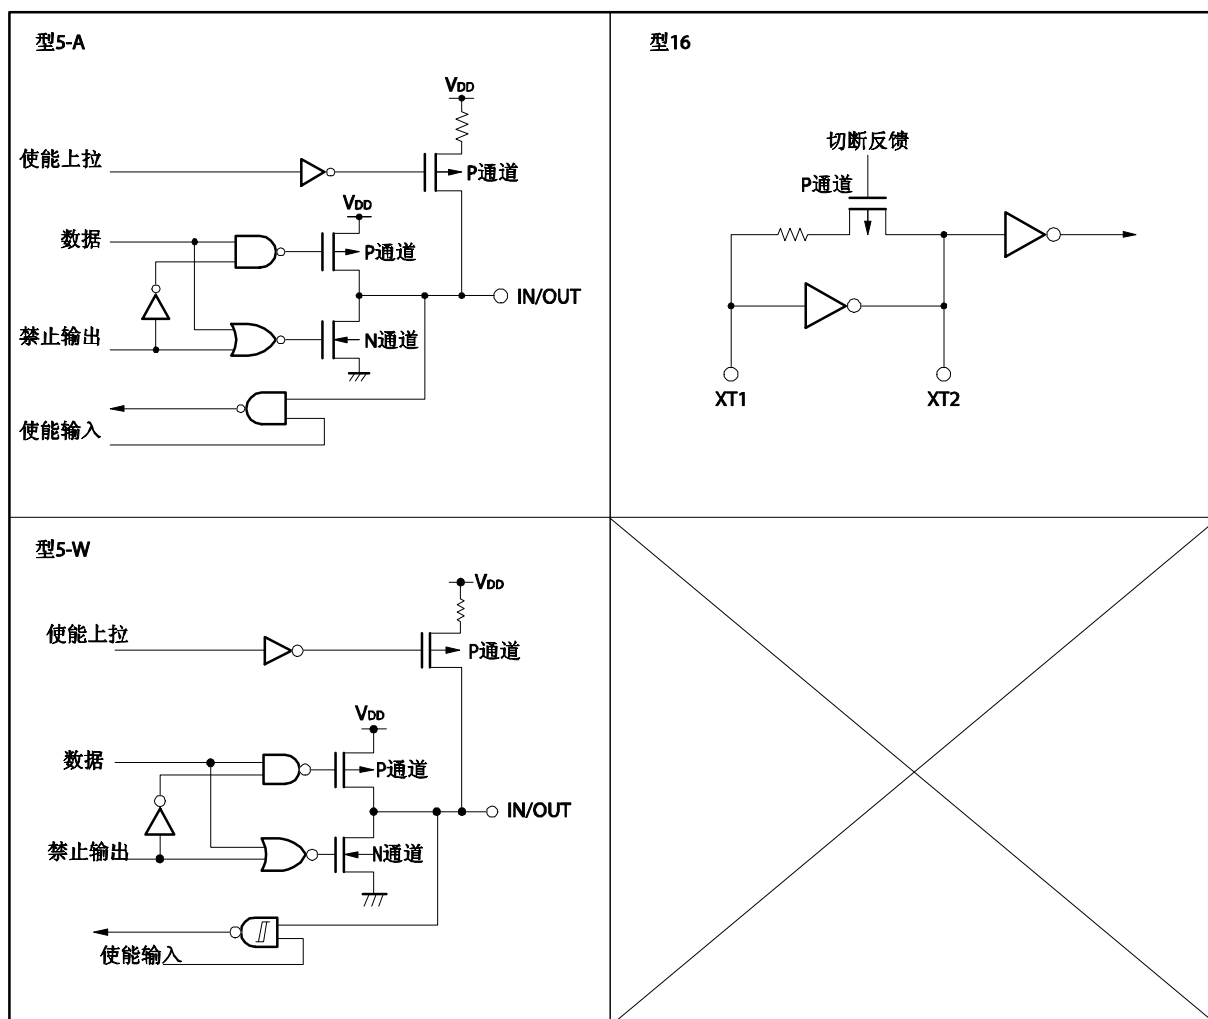 型5-A
VDD
使能上拉
P通道
VDD
数据
P通道
IN/OUT
禁止输出
N通道
使能输入
型16
切断反馈
P通道
XT1
XT2
型5-W
VDD
使能上拉
P通道
VDD
数据
P通道
IN/OUT
禁止输出
N通道
使能输入